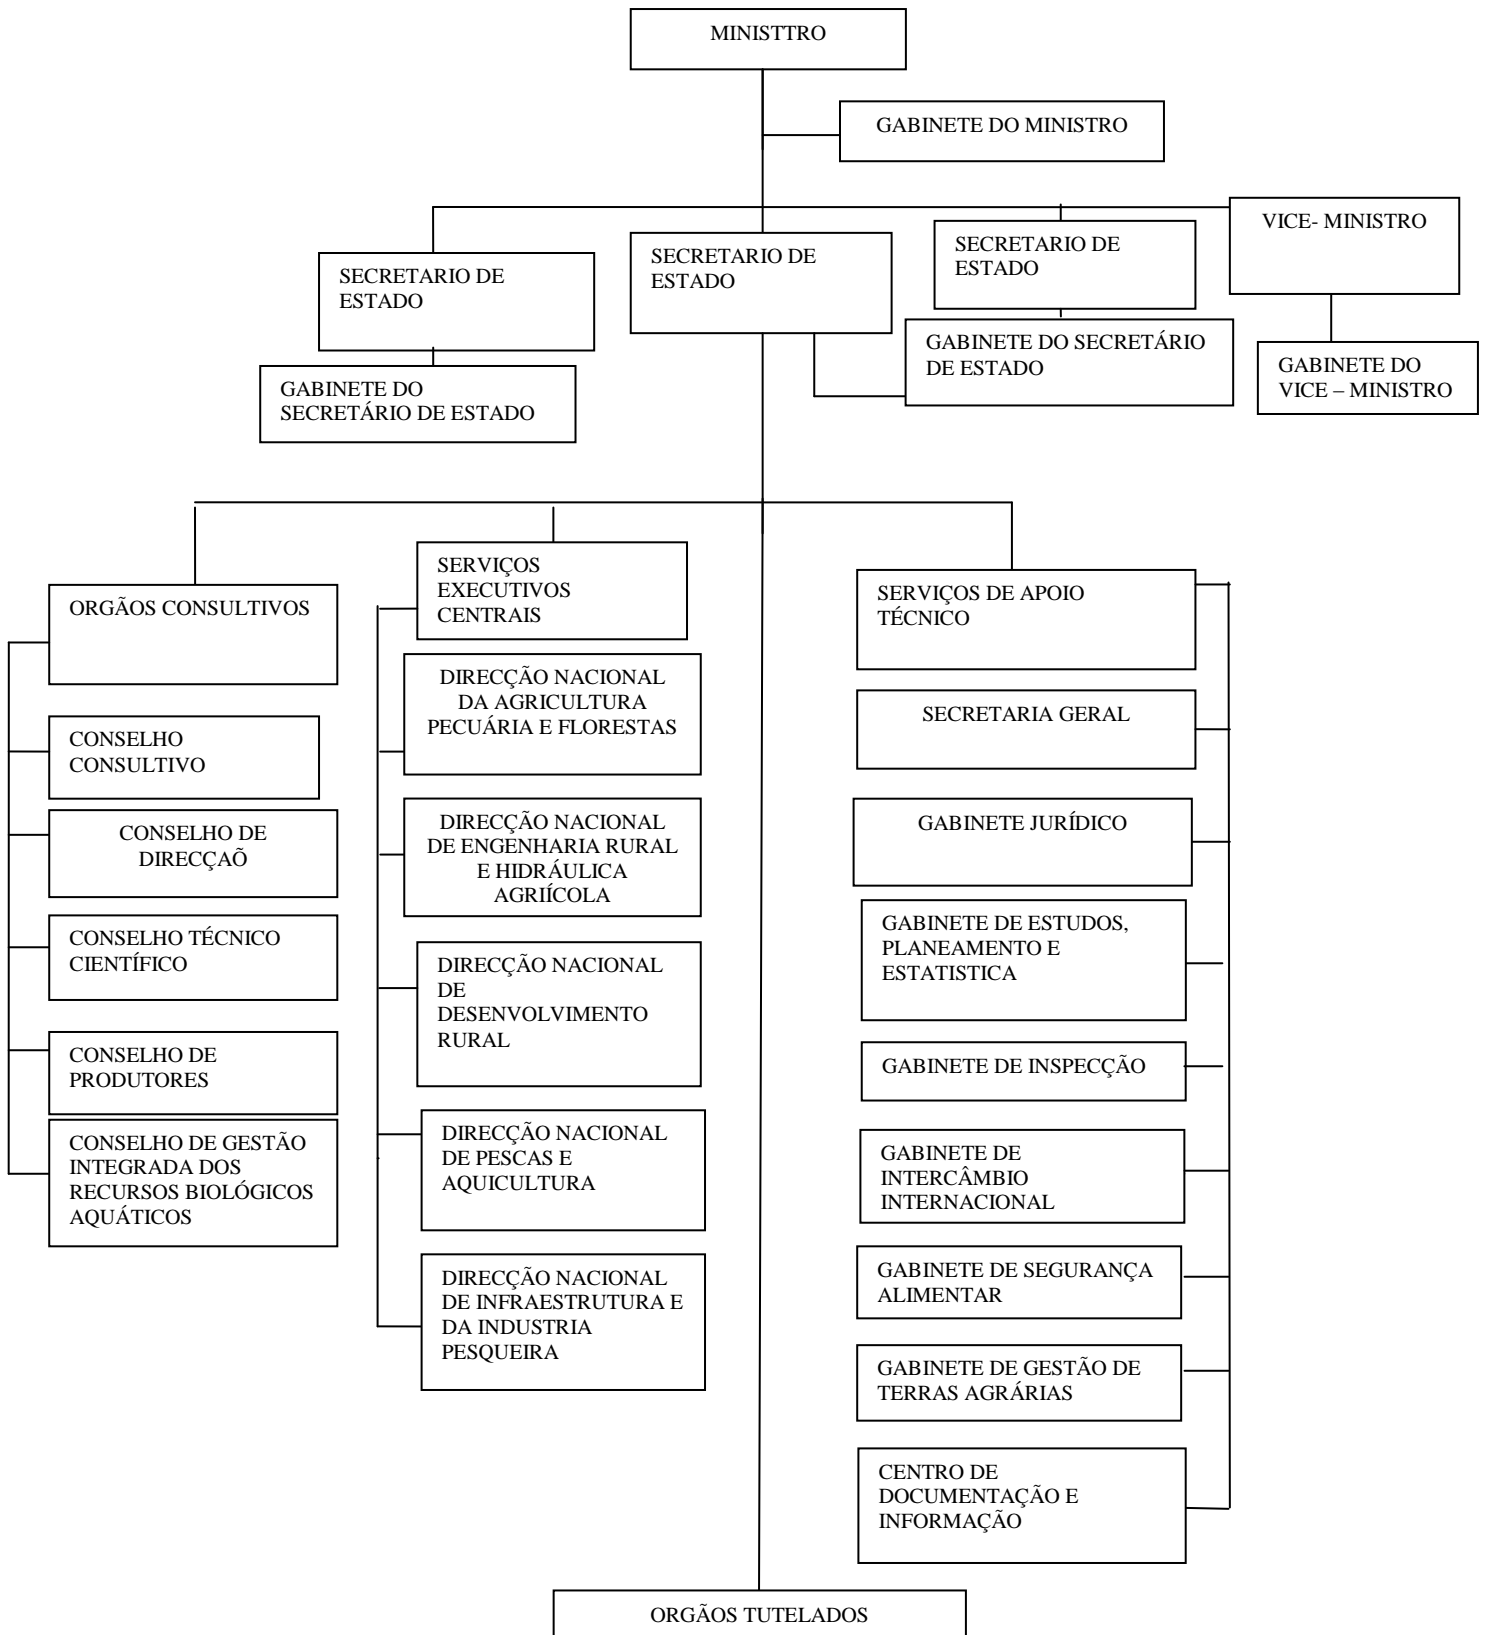 MINISTTRO
GABINETE DO MINISTRO
VICE- MINISTRO
SECRETARIO DE
ESTADO
SECRETARIO DE
ESTADO
SECRETARIO DE
ESTADO
GABINETE DO SECRETÁRIO
DE ESTADO
GABINETE DO
VICE – MINISTRO
GABINETE DO
SECRETÁRIO DE ESTADO
ORGÃOS CONSULTIVOS
CONSELHO
CONSULTIVO
CONSELHO DE
DIRECÇAÕ
CONSELHO TÉCNICO
CIENTÍFICO
CONSELHO DE
PRODUTORES
CONSELHO DE GESTÃO
INTEGRADA DOS
RECURSOS BIOLÓGICOS
AQUÁTICOS
SERVIÇOS
EXECUTIVOS
CENTRAIS
DIRECÇÃO NACIONAL
DA AGRICULTURA
PECUÁRIA E FLORESTAS
DIRECÇÃO NACIONAL
DE ENGENHARIA RURAL
E HIDRÁULICA
AGRIÍCOLA
DIRECÇÃO NACIONAL
DE
DESENVOLVIMENTO
RURAL
DIRECÇÃO NACIONAL
DE PESCAS E
AQUICULTURA
DIRECÇÃO NACIONAL
DE INFRAESTRUTURA E
DA INDUSTRIA
PESQUEIRA
SERVIÇOS DE APOIO
TÉCNICO
SECRETARIA GERAL
GABINETE JURÍDICO
GABINETE DE ESTUDOS,
PLANEAMENTO E
ESTATISTICA
GABINETE DE INSPECÇÃO
GABINETE DE
INTERCÂMBIO
INTERNACIONAL
GABINETE DE SEGURANÇA
ALIMENTAR
GABINETE DE GESTÃO DE
TERRAS AGRÁRIAS
CENTRO DE
DOCUMENTAÇÃO E
INFORMAÇÃO
ORGÃOS TUTELADOS